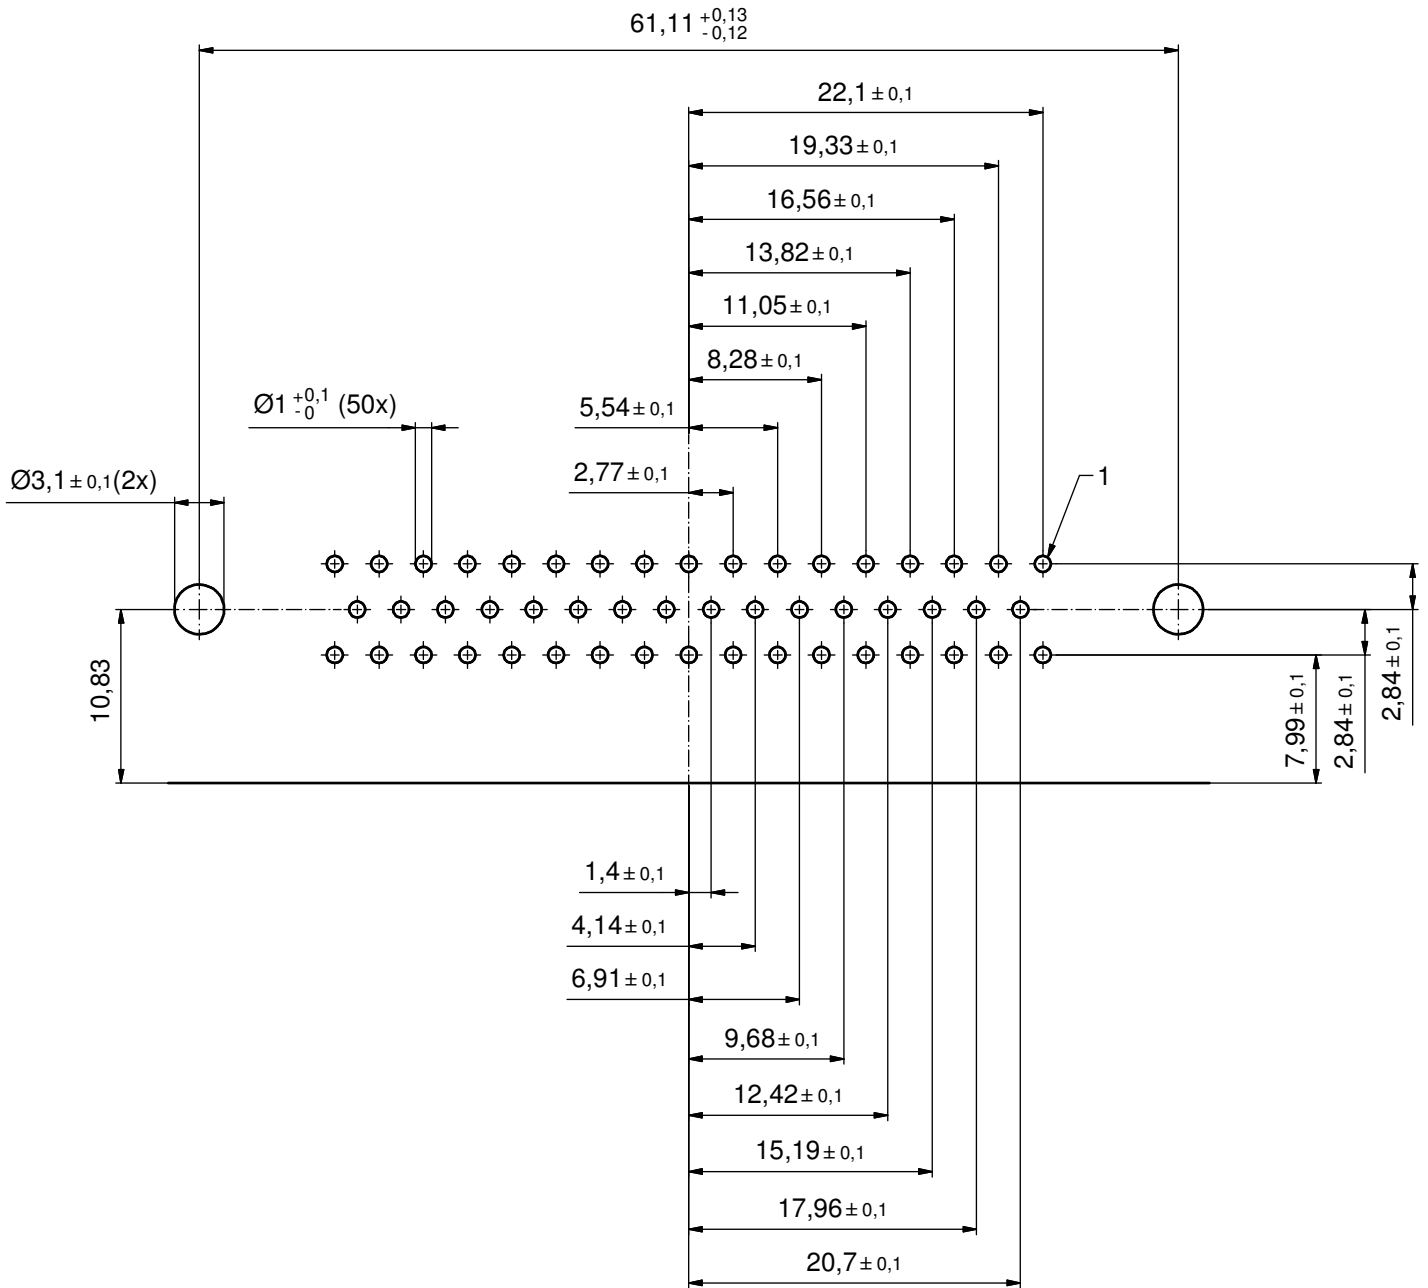 61,11 +0,13 -0,12
22,1 ± 0,1
19,33 ± 0,1
16,56 ± 0,1
13,82 ± 0,1
11,05 ± 0,1
8,28 ± 0,1
Ø1 +0,1 -0 (50x)
5,54 ± 0,1
2,77 ± 0,1
1
Ø3,1 ± 0,1(2x)
10,83
7,99 ± 0,1
2,84 ± 0,1
2,84 ± 0,1
1,4 ± 0,1
4,14 ± 0,1
6,91 ± 0,1
9,68 ± 0,1
12,42 ± 0,1
15,19 ± 0,1
17,96 ± 0,1
20,7 ± 0,1